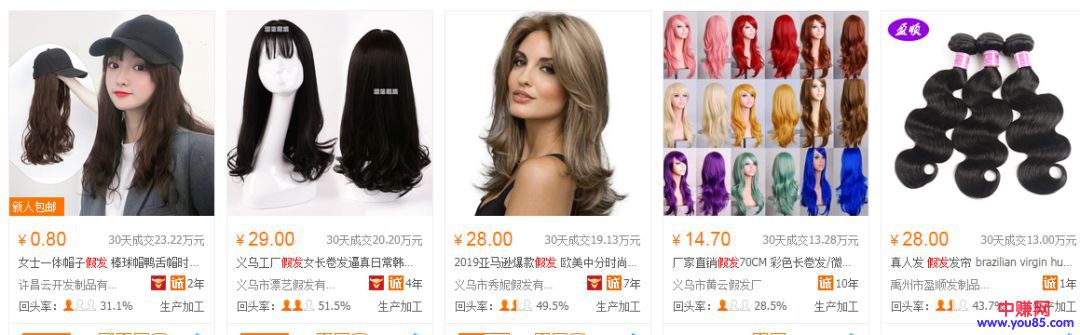 新人包邮
¥ 0.80 30天成交23.22万元
女士一体帽子假发 棒球帽鸭舌帽时...
许昌云开发制品有... 诚 2年
回头率: 31.1% 生产加工
¥ 29.00 30天成交20.20万元
义乌工厂假发女长卷发逼真日常韩...
义乌市漂艺假发有... 诚 4年
回头率: 51.5% 生产加工
¥ 28.00 30天成交19.13万元
2019亚马逊爆款假发 欧美中分时尚...
义乌市秀妮假发有... 诚 1年
回头率: 49.5% 生产加工
¥ 14.70 30天成交13.28万元
厂家直销假发70CM 彩色长卷发/微...
义乌市黄云假发厂 诚 10年
回头率: 28.5% 生产加工
盈顺
¥ 28.00 30天成交13.00万元
真人发 假发发帘 brazilian virgin hu...
禹州市盈顺发制品... 诚 7年
回头率: 43.7% 生产加工
中赚网
www.you85.com